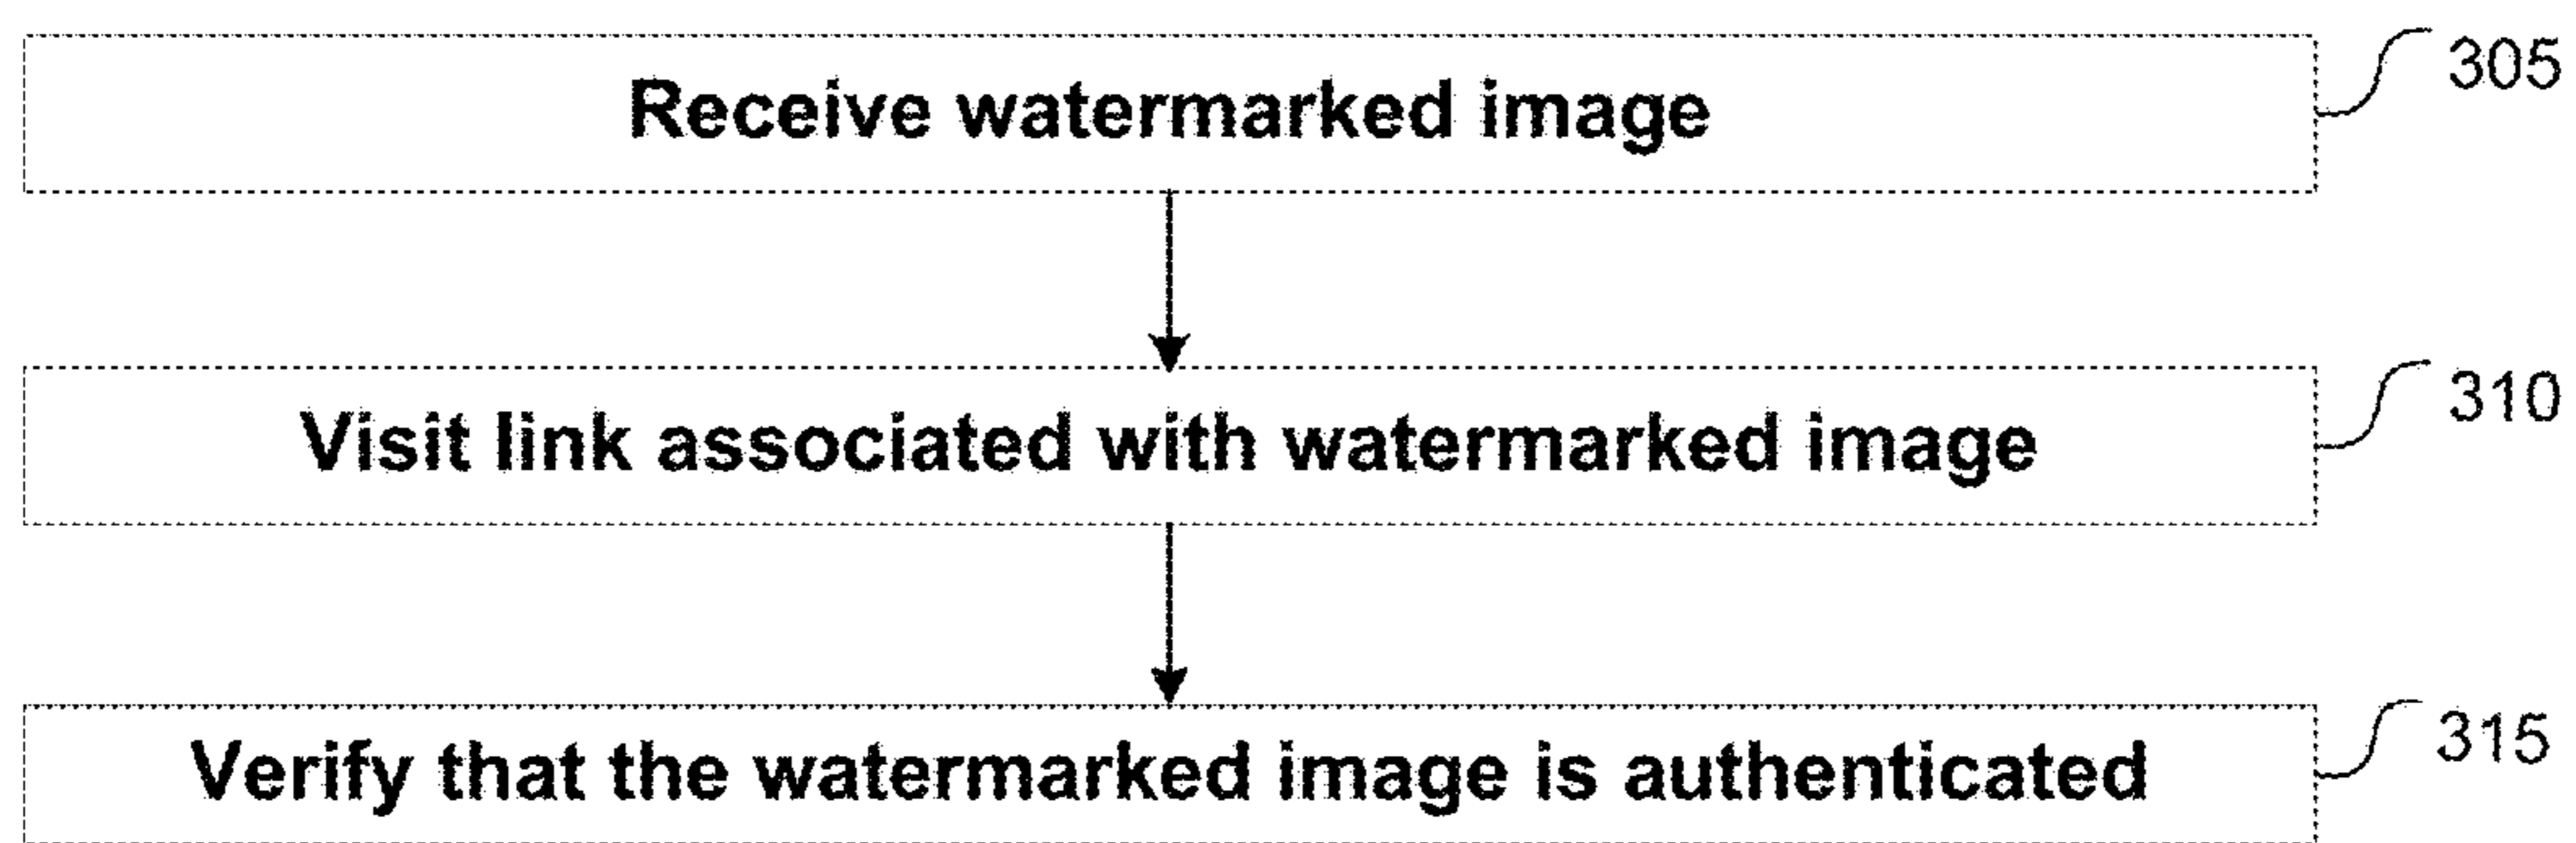 Receive watermarked image
305
Visit link associated with watermarked image
310
Verify that the watermarked image is authenticated
315